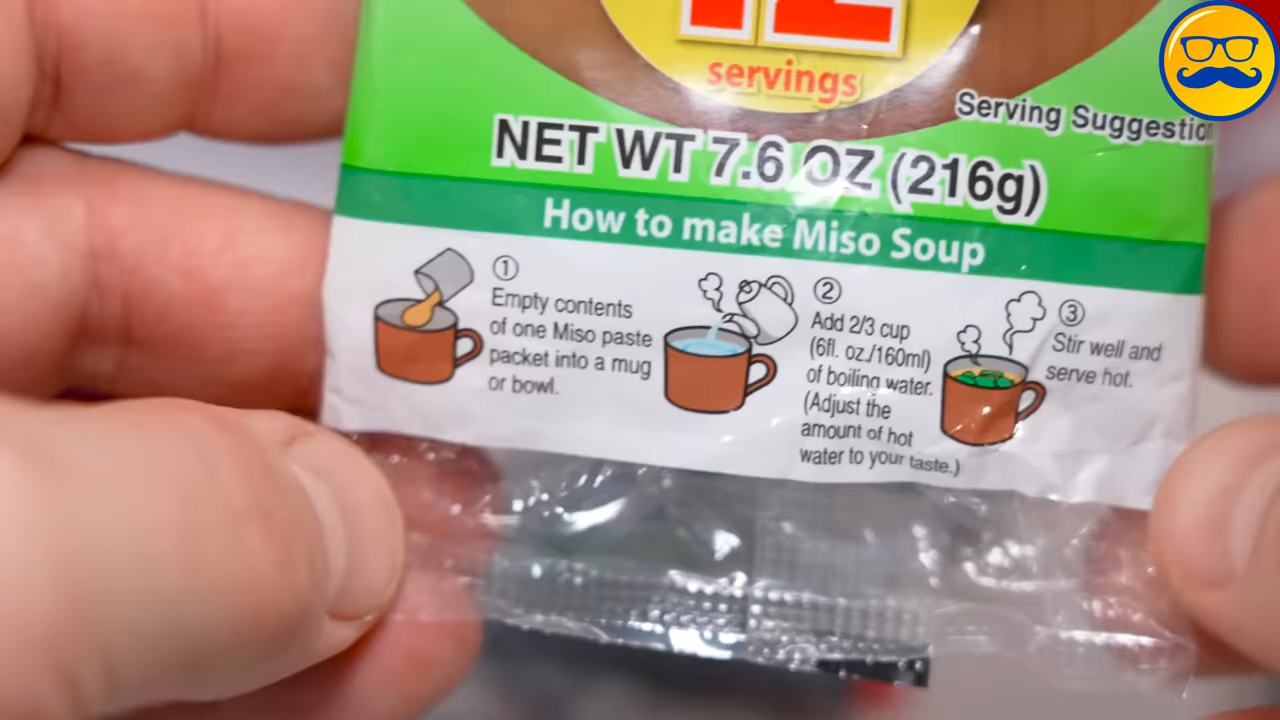 12
servings
Serving Suggestion
NET WT 7.6 OZ (216g)
How to make Miso Soup
①
Empty contents
of one Miso paste
packet into a mug
or bowl.
②
Add 2/3 cup
(6fl. oz./160ml)
of boiling water.
(Adjust the
amount of hot
water to your taste.)
③
Stir well and
serve hot.